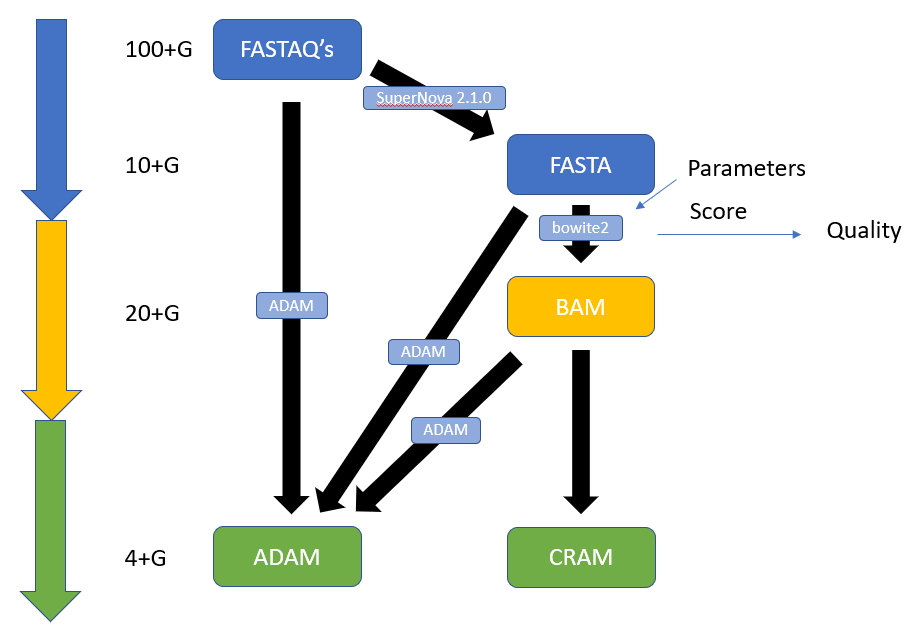 100+G
FASTAQ's
SuperNova 2.1.0
10+G
FASTA
Parameters
Score
bowite2
Quality
20+G
ADAM
BAM
ADAM
ADAM
4+G
ADAM
CRAM